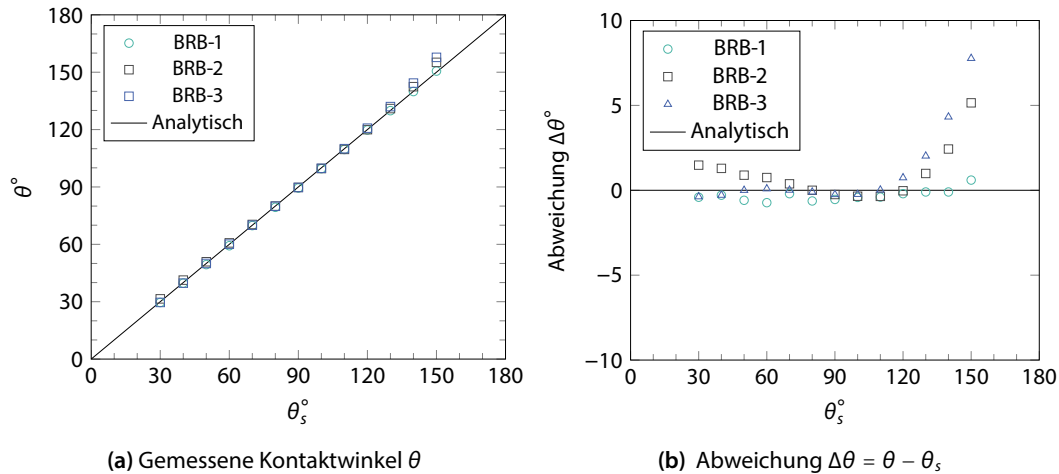 180
150
120
90
60
30
0
θ°
BRB-1
BRB-2
BRB-3
Analytisch
0 30 60 90 120 150 180
θₛ°
(a) Gemessene Kontaktwinkel θ
10
5
0
−5
−10
Abweichung Δθ°
BRB-1
BRB-2
BRB-3
Analytisch
0 30 60 90 120 150 180
θₛ°
(b) Abweichung Δθ = θ − θₛ